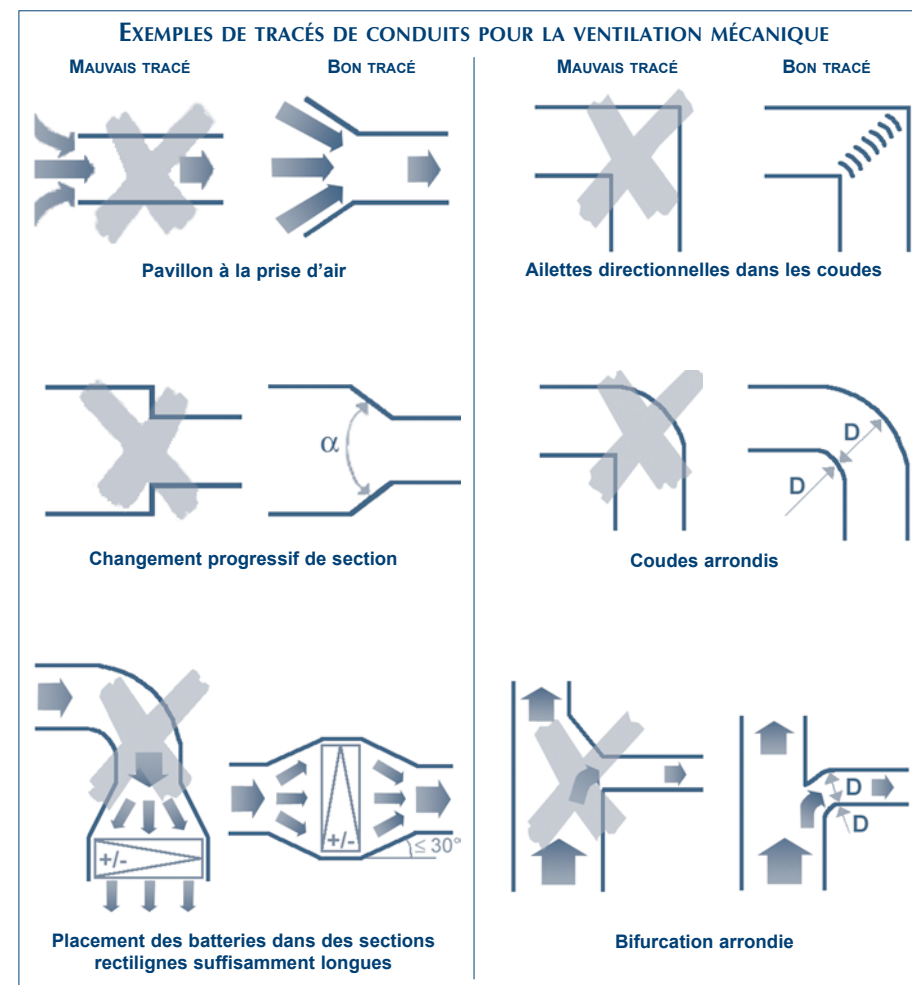 EXEMPLES DE TRACÉS DE CONDUITS POUR LA VENTILATION MÉCANIQUE
MAUVAIS TRACÉ
BON TRACÉ
Pavillon à la prise d'air
α
Changement progressif de section
+/-
+/-
≤ 30°
Placement des batteries dans des sections
rectilignes suffisamment longues
MAUVAIS TRACÉ
BON TRACÉ
Ailettes directionnelles dans les coudes
D
D
Coudes arrondis
D
D
Bifurcation arrondie